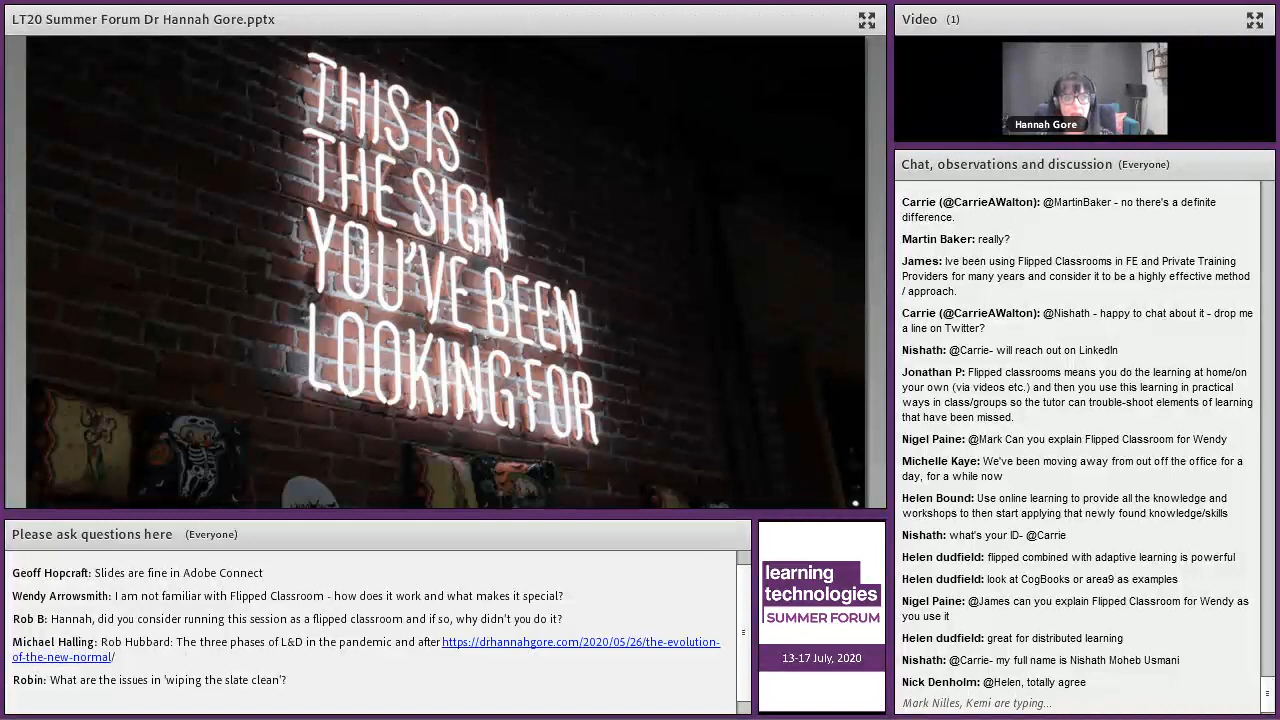 LT20 Summer Forum Dr Hannah Gore.pptx
THIS IS
THE SIGN
YOU'VE BEEN
LOOKING FOR
Video (1)
Hannah Gore
Chat, observations and discussion (Everyone)
Carrie (@CarrieAWalton): @MartinBaker - no there's a definite
difference.
Martin Baker: really?
James: Ive been using Flipped Classrooms in FE and Private Training
Providers for many years and consider it to be a highly effective method
/ approach.
Carrie (@CarrieAWalton): @Nishath - happy to chat about it - drop me
a line on Twitter?
Nishath: @Carrie- will reach out on LinkedIn
Jonathan P: Flipped classrooms means you do the learning at home/on
your own (via videos etc.) and then you use this learning in practical
ways in class/groups so the tutor can trouble-shoot elements of learning
that have been missed.
Nigel Paine: @Mark Can you explain Flipped Classroom for Wendy
Michelle Kaye: We've been moving away from out off the office for a
day, for a while now
Helen Bound: Use online learning to provide all the knowledge and
workshops to then start applying that newly found knowledge/skills
Nishath: what's your ID- @Carrie
Helen dudfield: flipped combined with adaptive learning is powerful
Helen dudfield: look at CogBooks or area9 as examples
Nigel Paine: @James can you explain Flipped Classroom for Wendy as
you use it
Helen dudfield: great for distributed learning
Nishath: @Carrie- my full name is Nishath Moheb Usmani
Nick Denholm: @Helen, totally agree
Mark Nilles, Kemi are typing...
Please ask questions here (Everyone)
Geoff Hopcraft: Slides are fine in Adobe Connect
Wendy Arrowsmith: I am not familiar with Flipped Classroom - how does it work and what makes it special?
Rob B: Hannah, did you consider running this session as a flipped classroom and if so, why didn't you do it?
Michael Halling: Rob Hubbard: The three phases of L&D in the pandemic and after https://drhannahgore.com/2020/05/26/the-evolution-
of-the-new-normal/
Robin: What are the issues in 'wiping the slate clean'?
learning
technologies
SUMMER FORUM
13-17 July, 2020